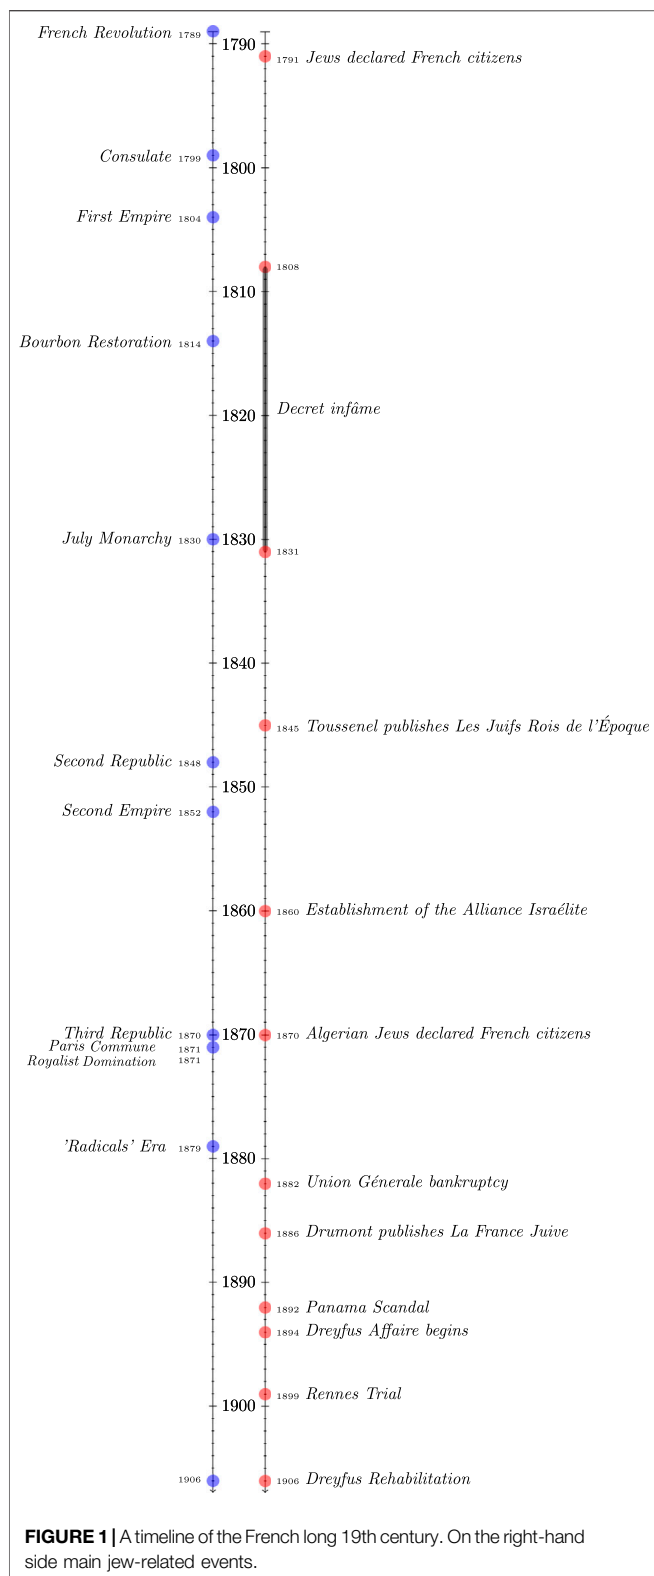 French Revolution 1789
1790
1791 Jews declared French citizens
Consulate 1799
1800
First Empire 1804
1808
1810
Bourbon Restoration 1814
Decret infâme
1820
July Monarchy 1830
1830
1831
1840
1845 Toussenel publishes Les Juifs Rois de l'Époque
Second Republic 1848
1850
Second Empire 1852
1860
1860 Establishment of the Alliance Israélite
Third Republic 1870
1870
1870 Algerian Jews declared French citizens
Paris Commune 1871
Royalist Domination 1871
'Radicals' Era 1879
1880
1882 Union Génerale bankruptcy
1886 Drumont publishes La France Juive
1890
1892 Panama Scandal
1894 Dreyfus Affaire begins
1899 Rennes Trial
1900
1906
1906 Dreyfus Rehabilitation
FIGURE 1 | A timeline of the French long 19th century. On the right-hand
side main jew-related events.